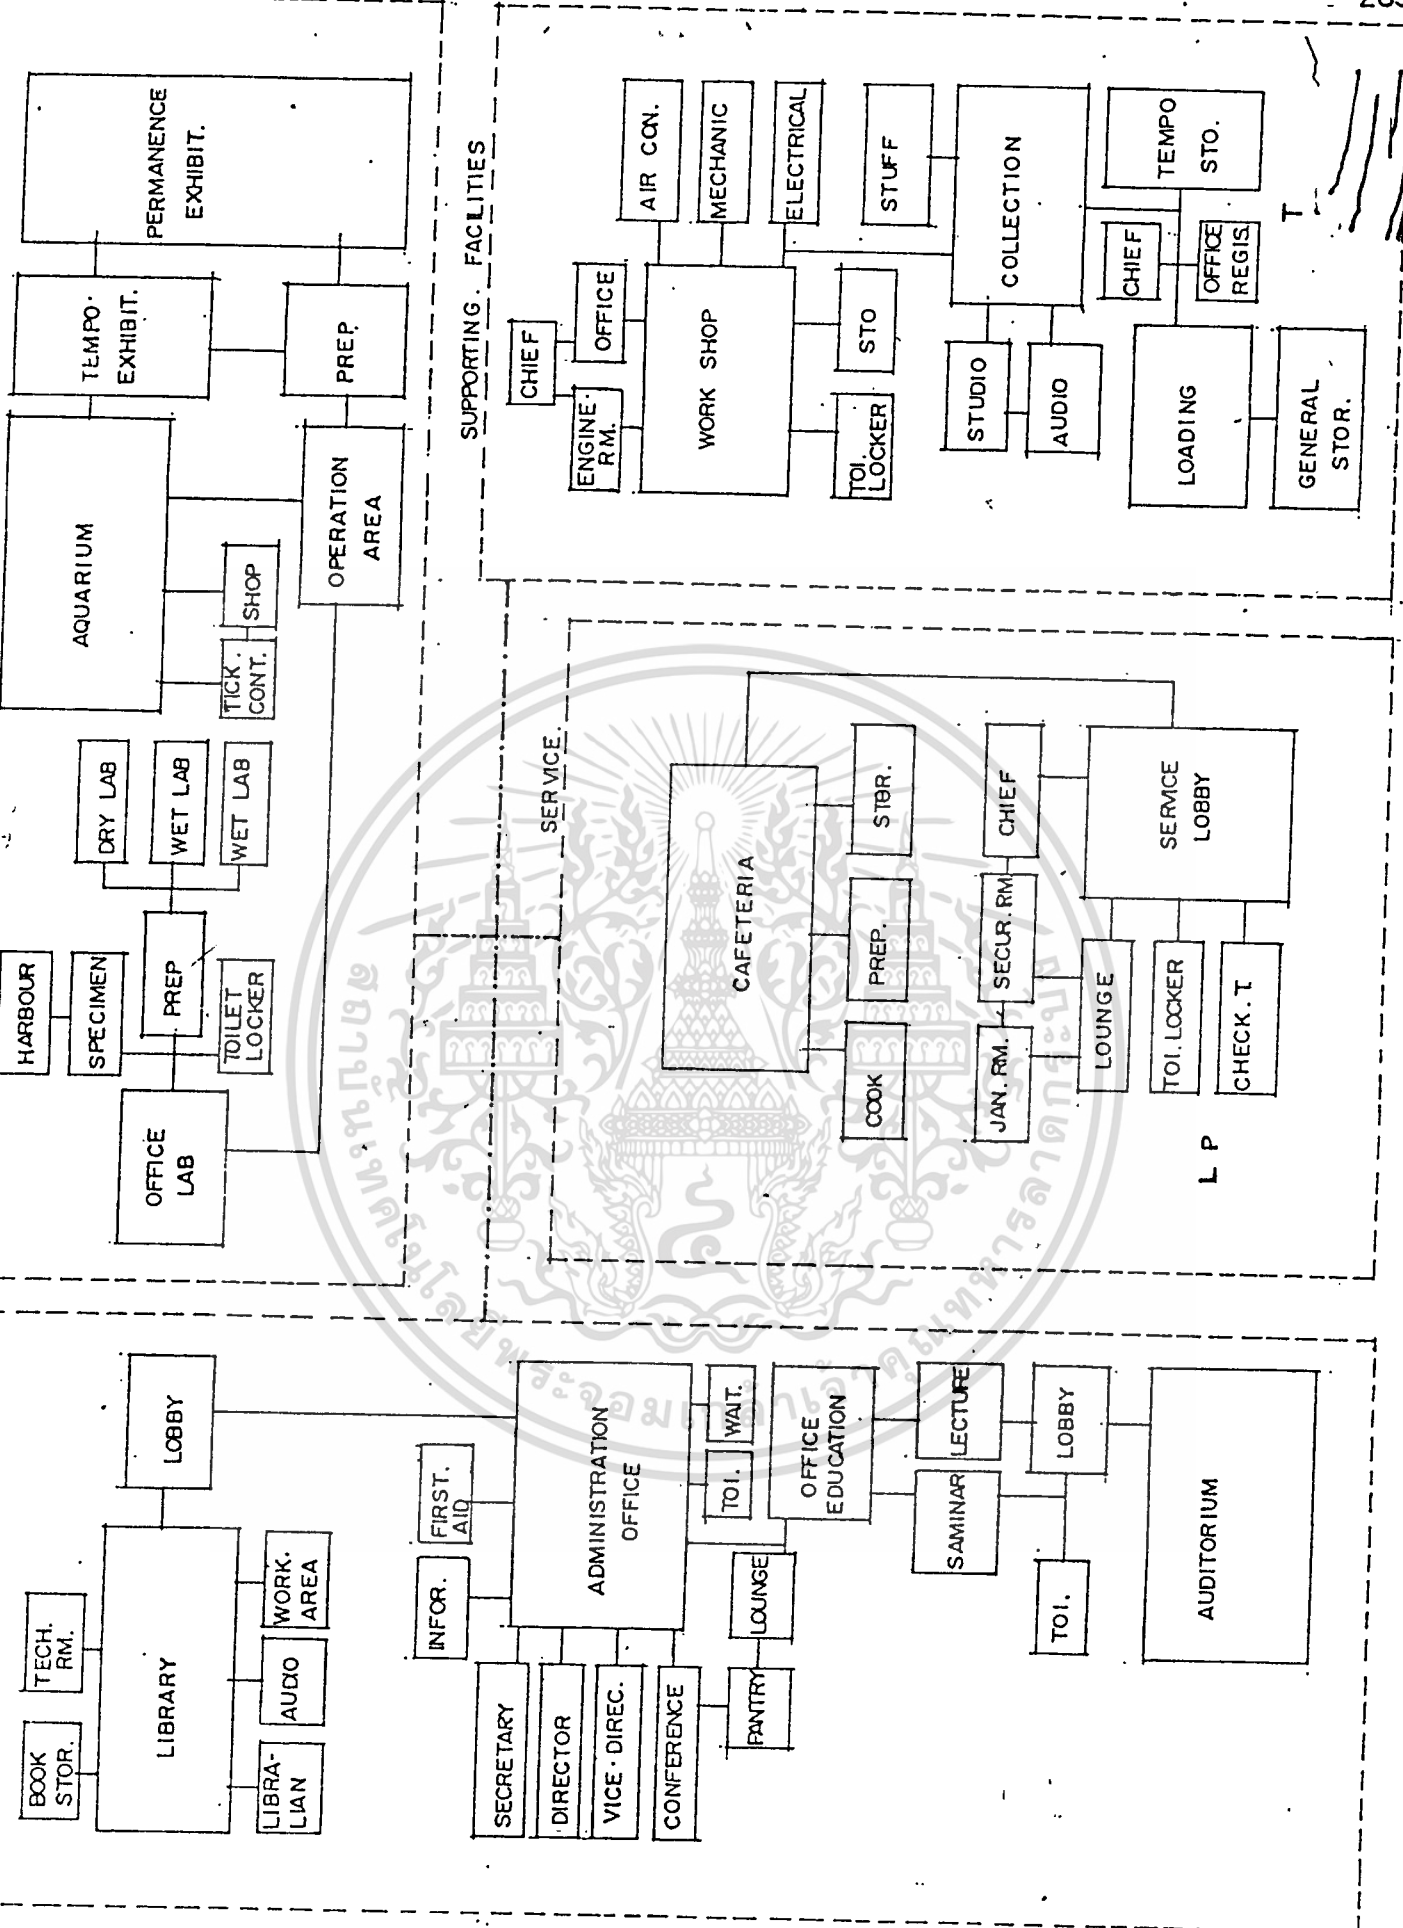 PERMANENCE
EXHIBIT.
TEMPO.
EXHIBIT.
PREP.
AQUARIUM
OPERATION
AREA
SHOP
TICK.
CONT.
DRY LAB
WET LAB
WET LAB
HARBOUR
SPECIMEN
PREP
TOILET
LOCKER
OFFICE
LAB
SUPPORTING. FACILITIES
AIR CON.
MECHANIC
ELECTRICAL
CHIEF
OFFICE
ENGINE.
RM.
WORK SHOP
STO
TOI.
LOCKER
STUFF
COLLECTION
STUDIO
AUDIO
TEMPO
STO.
CHIEF
OFFICE
REGIS.
LOADING
GENERAL
STOR.
T
SERVICE.
CAFETERIA
STOR.
PREP.
COOK
CHIEF
SECUR. RM
JAN. RM.
SERVICE
LOBBY
LOUNGE
TOI. LOCKER
CHECK. T
L P
LOBBY
TECH.
RM.
BOOK
STOR.
LIBRARY
WORK.
AREA
AUDIO
LIBRA-
LIAN
FIRST.
AID
INFOR.
ADMINISTRATION
OFFICE
SECRETARY
DIRECTOR
VICE. DIREC.
CONFERENCE
WAIT.
TOI.
LOUNGE
PANTRY
OFFICE
EDUCATION
LECTURE
SAMINAR
LOBBY
TOI.
AUDITORIUM